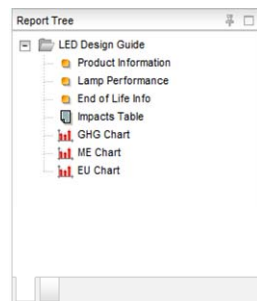 Report Tree
LED Design Guide
Product Information
Lamp Performance
End of Life Info
Impacts Table
GHG Chart
ME Chart
EU Chart